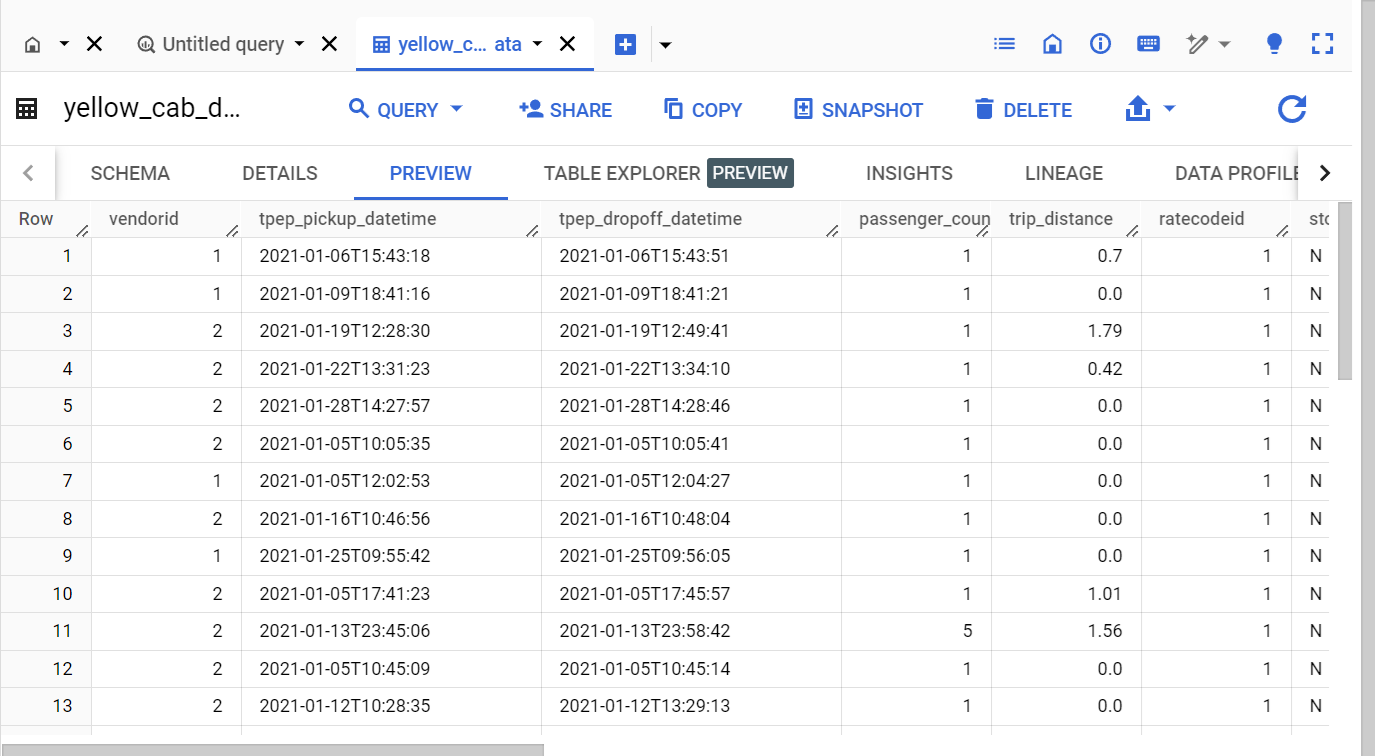 Untitled query yellow_c... ata
yellow_cab_d... QUERY SHARE COPY SNAPSHOT DELETE
SCHEMA DETAILS PREVIEW TABLE EXPLORER PREVIEW INSIGHTS LINEAGE DATA PROFILE
Row vendorid tpep_pickup_datetime tpep_dropoff_datetime passenger_coun trip_distance ratecodeid
1 1 2021-01-06T15:43:18 2021-01-06T15:43:51 1 0.7 1 N
2 1 2021-01-09T18:41:16 2021-01-09T18:41:21 1 0.0 1 N
3 2 2021-01-19T12:28:30 2021-01-19T12:49:41 1 1.79 1 N
4 2 2021-01-22T13:31:23 2021-01-22T13:34:10 1 0.42 1 N
5 2 2021-01-28T14:27:57 2021-01-28T14:28:46 1 0.0 1 N
6 2 2021-01-05T10:05:35 2021-01-05T10:05:41 1 0.0 1 N
7 1 2021-01-05T12:02:53 2021-01-05T12:04:27 1 0.0 1 N
8 2 2021-01-16T10:46:56 2021-01-16T10:48:04 1 0.0 1 N
9 1 2021-01-25T09:55:42 2021-01-25T09:56:05 1 0.0 1 N
10 2 2021-01-05T17:41:23 2021-01-05T17:45:57 1 1.01 1 N
11 2 2021-01-13T23:45:06 2021-01-13T23:58:42 5 1.56 1 N
12 2 2021-01-05T10:45:09 2021-01-05T10:45:14 1 0.0 1 N
13 2 2021-01-12T10:28:35 2021-01-12T13:29:13 1 0.0 1 N